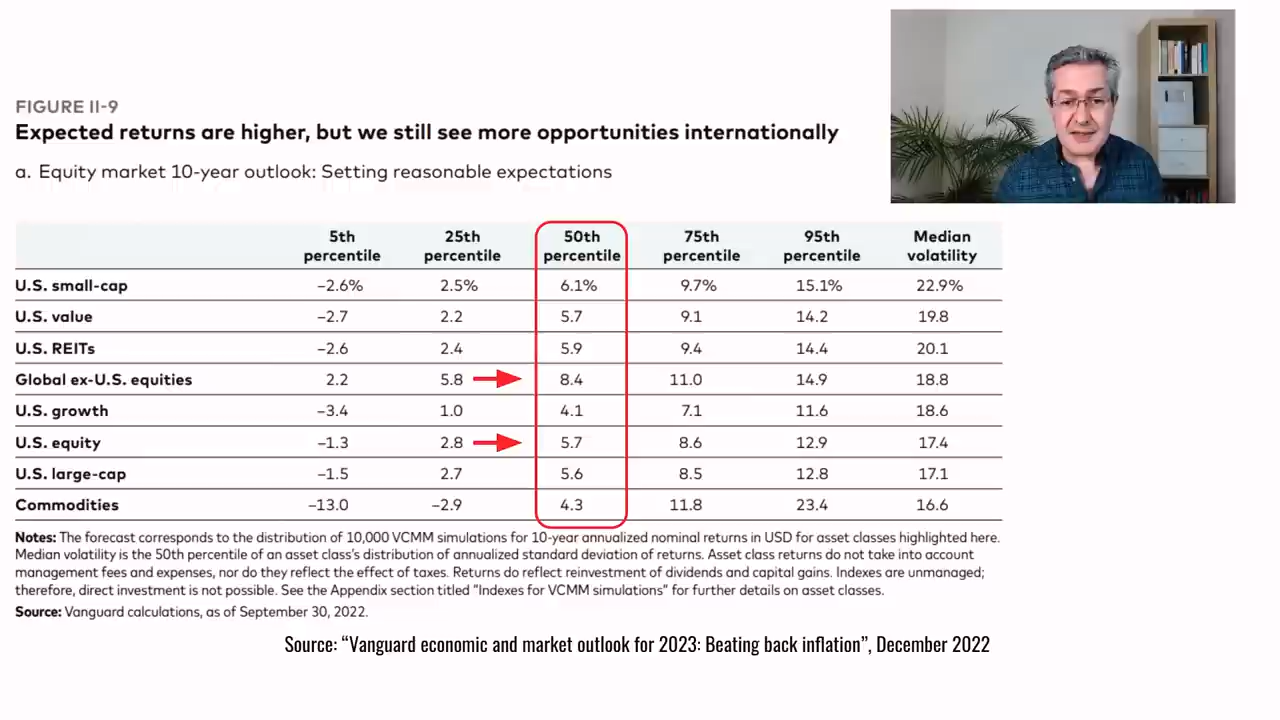 FIGURE II-9
Expected returns are higher, but we still see more opportunities internationally
a. Equity market 10-year outlook: Setting reasonable expectations
5th percentile 25th percentile 50th percentile 75th percentile 95th percentile Median volatility
U.S. small-cap −2.6% 2.5% 6.1% 9.7% 15.1% 22.9%
U.S. value −2.7 2.2 5.7 9.1 14.2 19.8
U.S. REITs −2.6 2.4 5.9 9.4 14.4 20.1
Global ex-U.S. equities 2.2 5.8 8.4 11.0 14.9 18.8
U.S. growth −3.4 1.0 4.1 7.1 11.6 18.6
U.S. equity −1.3 2.8 5.7 8.6 12.9 17.4
U.S. large-cap −1.5 2.7 5.6 8.5 12.8 17.1
Commodities −13.0 −2.9 4.3 11.8 23.4 16.6
Notes: The forecast corresponds to the distribution of 10,000 VCMM simulations for 10-year annualized nominal returns in USD for asset classes highlighted here.
Median volatility is the 50th percentile of an asset class's distribution of annualized standard deviation of returns. Asset class returns do not take into account
management fees and expenses, nor do they reflect the effect of taxes. Returns do reflect reinvestment of dividends and capital gains. Indexes are unmanaged;
therefore, direct investment is not possible. See the Appendix section titled "Indexes for VCMM simulations" for further details on asset classes.
Source: Vanguard calculations, as of September 30, 2022.
Source: “Vanguard economic and market outlook for 2023: Beating back inflation”, December 2022